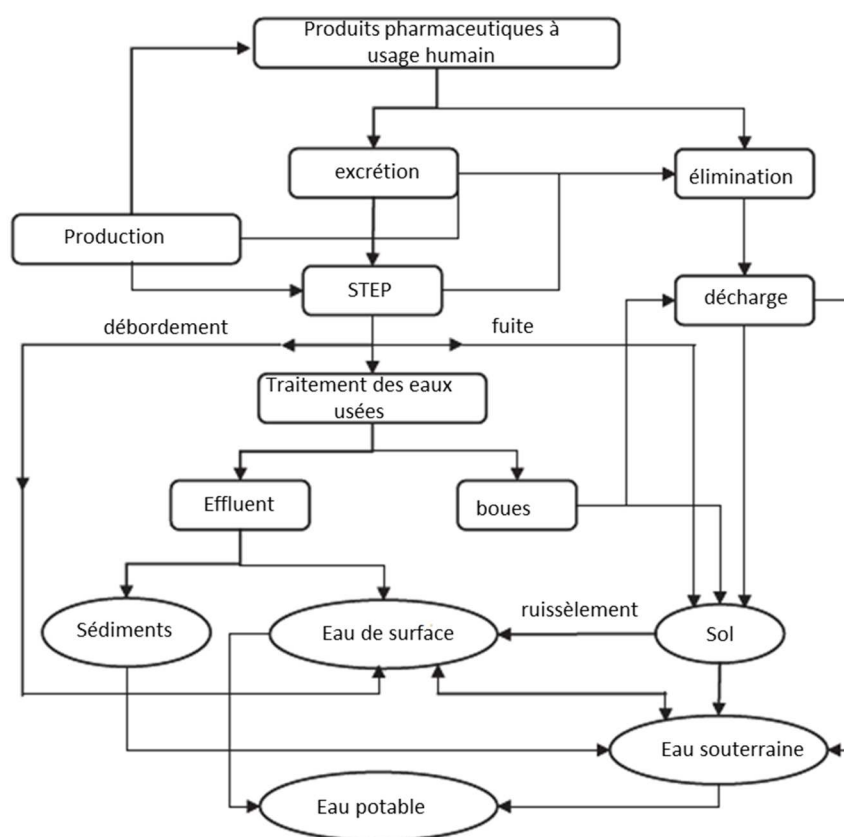 Produits pharmaceutiques à
usage humain
excrétion
élimination
Production
STEP
décharge
débordement
fuite
Traitement des eaux
usées
Effluent
boues
ruissèlement
Sédiments
Eau de surface
Sol
Eau souterraine
Eau potable